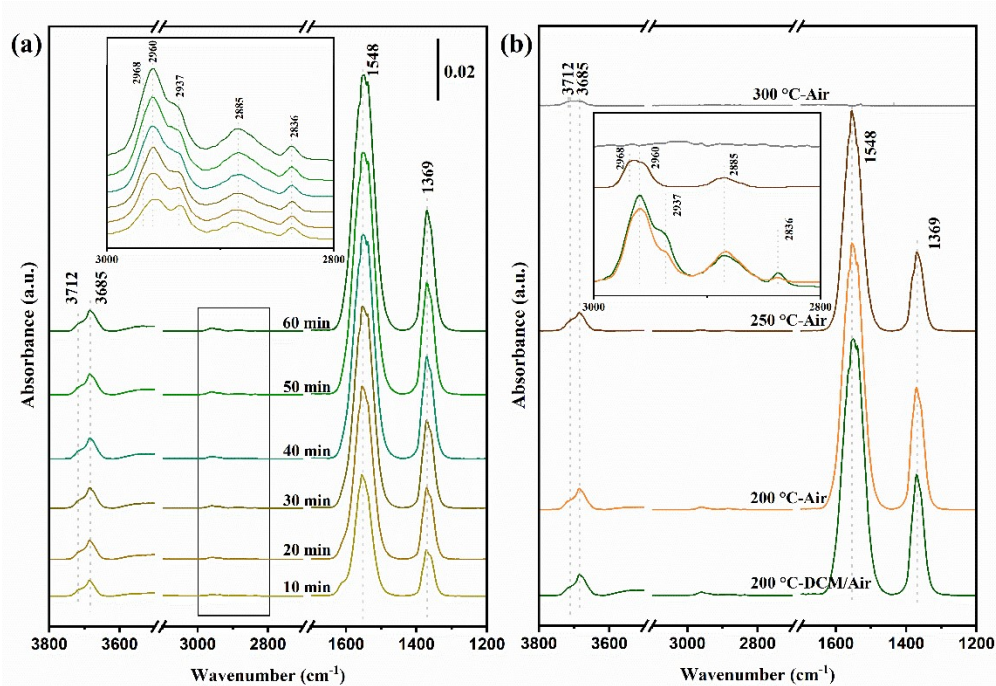 (a)
2968
2960
2937
2885
2836
3000
2800
0.02
1548
1369
3712
3685
60 min
50 min
40 min
30 min
20 min
10 min
Absorbance (a.u.)
3800
3600
3000
2800
1600
1400
1200
Wavenumber (cm⁻¹)
(b)
3712
3685
300 °C-Air
2968
2960
2937
2885
2836
3000
2800
1548
1369
250 °C-Air
200 °C-Air
200 °C-DCM/Air
Absorbance (a.u.)
3800
3600
3000
2800
1600
1400
1200
Wavenumber (cm⁻¹)